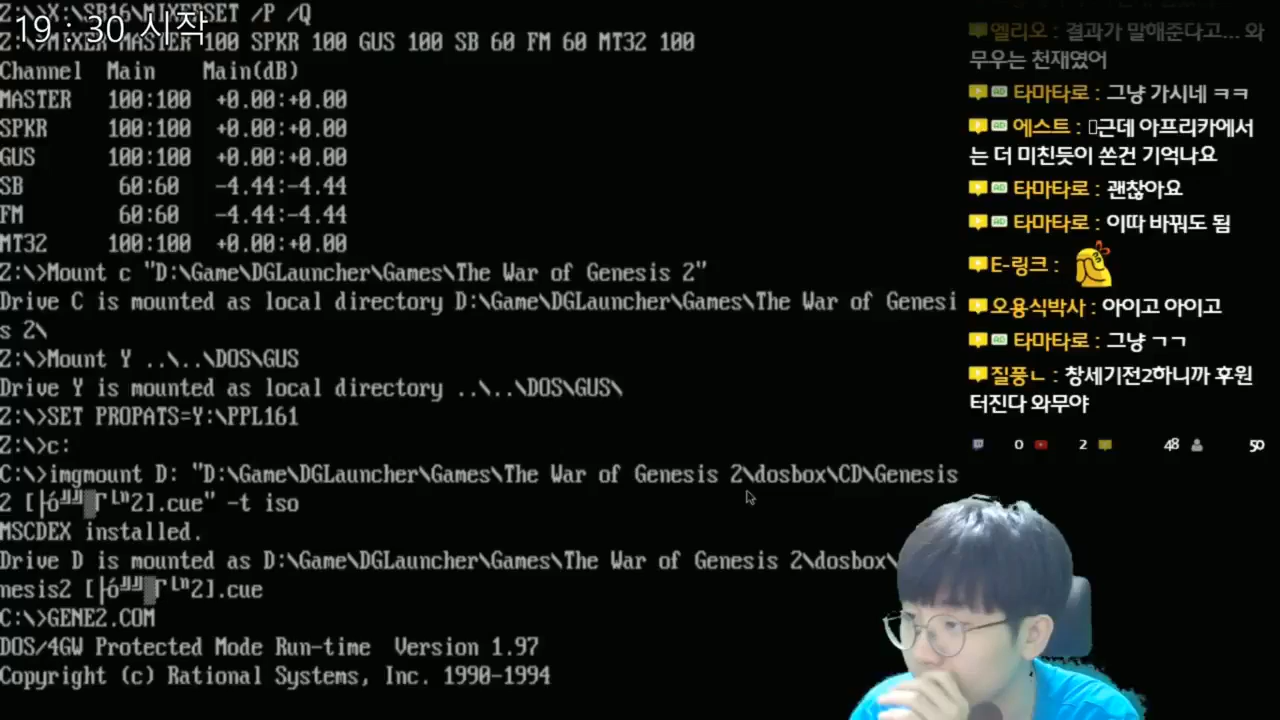 Z:\>X:\SB16\MIXERSET /P /Q
19 : 30 시작
Z:\>MIXER MASTER 100 SPKR 100 GUS 100 SB 60 FM 60 MT32 100
Channel Main Main(dB)
MASTER 100:100 +0.00:+0.00
SPKR 100:100 +0.00:+0.00
GUS 100:100 +0.00:+0.00
SB 60:60 -4.44:-4.44
FM 60:60 -4.44:-4.44
MT32 100:100 +0.00:+0.00
Z:\>Mount c "D:\Game\DGLauncher\Games\The War of Genesis 2"
Drive C is mounted as local directory D:\Game\DGLauncher\Games\The War of Genesi
s 2\
Z:\>Mount Y ..\..\DOS\GUS
Drive Y is mounted as local directory ..\..\DOS\GUS\
Z:\>SET PROPATS=Y:\PPL161
Z:\>c:
C:\>imgmount D: "D:\Game\DGLauncher\Games\The War of Genesis 2\dosbox\CD\Genesis
2 [├ó╝╝▒Γ└ⁿ2].cue" -t iso
MSCDEX installed.
Drive D is mounted as D:\Game\DGLauncher\Games\The War of Genesis 2\dosbox\
nesis2 [├ó╝╝▒Γ└ⁿ2].cue
C:\>GENE2.COM
DOS/4GW Protected Mode Run-time Version 1.97
Copyright (c) Rational Systems, Inc. 1990-1994
엘리오 : 결과가 말해준다고... 와
무우는 천재였어
AD 타마타로 : 그냥 가시네 ㅋㅋ
AD 에스트 : 근데 아프리카에서
는 더 미친듯이 쏜건 기억나요
AD 타마타로 : 괜찮아요
AD 타마타로 : 이따 바꿔도 됨
E-링크 :
오용식박사 : 아이고 아이고
AD 타마타로 : 그냥 ㄱㄱ
질풍ㄴ : 창세기전2하니까 후원
터진다 와무야
0 2 48 50